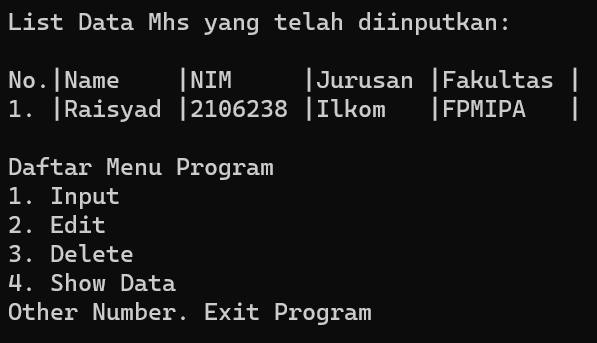 List Data Mhs yang telah diinputkan:
No.|Name    |NIM     |Jurusan |Fakultas |
1. |Raisyad |2106238 |Ilkom   |FPMIPA   |
Daftar Menu Program
1. Input
2. Edit
3. Delete
4. Show Data
Other Number. Exit Program